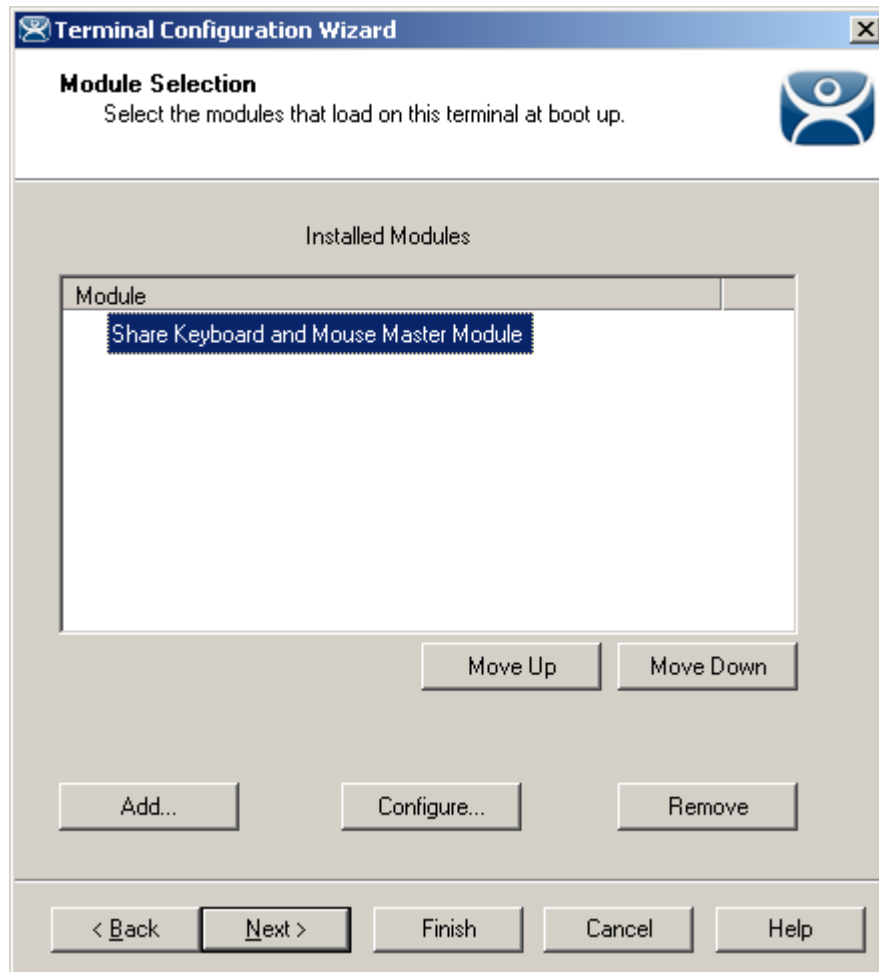 Terminal Configuration Wizard
Module Selection
Select the modules that load on this terminal at boot up.
Installed Modules
Module
Share Keyboard and Mouse Master Module
Move Up Move Down
Add... Configure... Remove
< Back Next > Finish Cancel Help